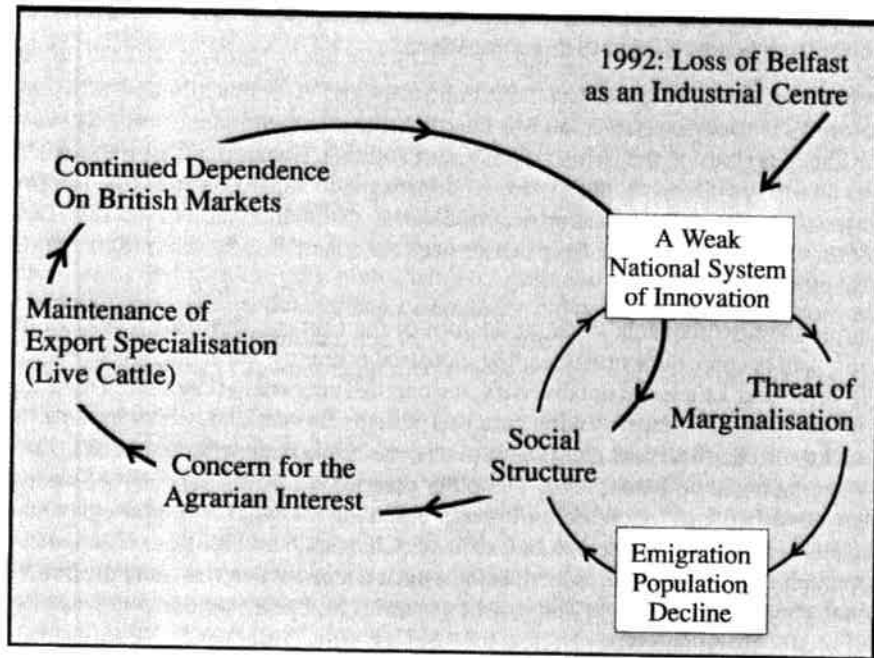 1992: Loss of Belfast
as an Industrial Centre
Continued Dependence
On British Markets
A Weak
National System
of Innovation
Maintenance of
Export Specialisation
(Live Cattle)
Threat of
Marginalisation
Social
Structure
Concern for the
Agrarian Interest
Emigration
Population
Decline